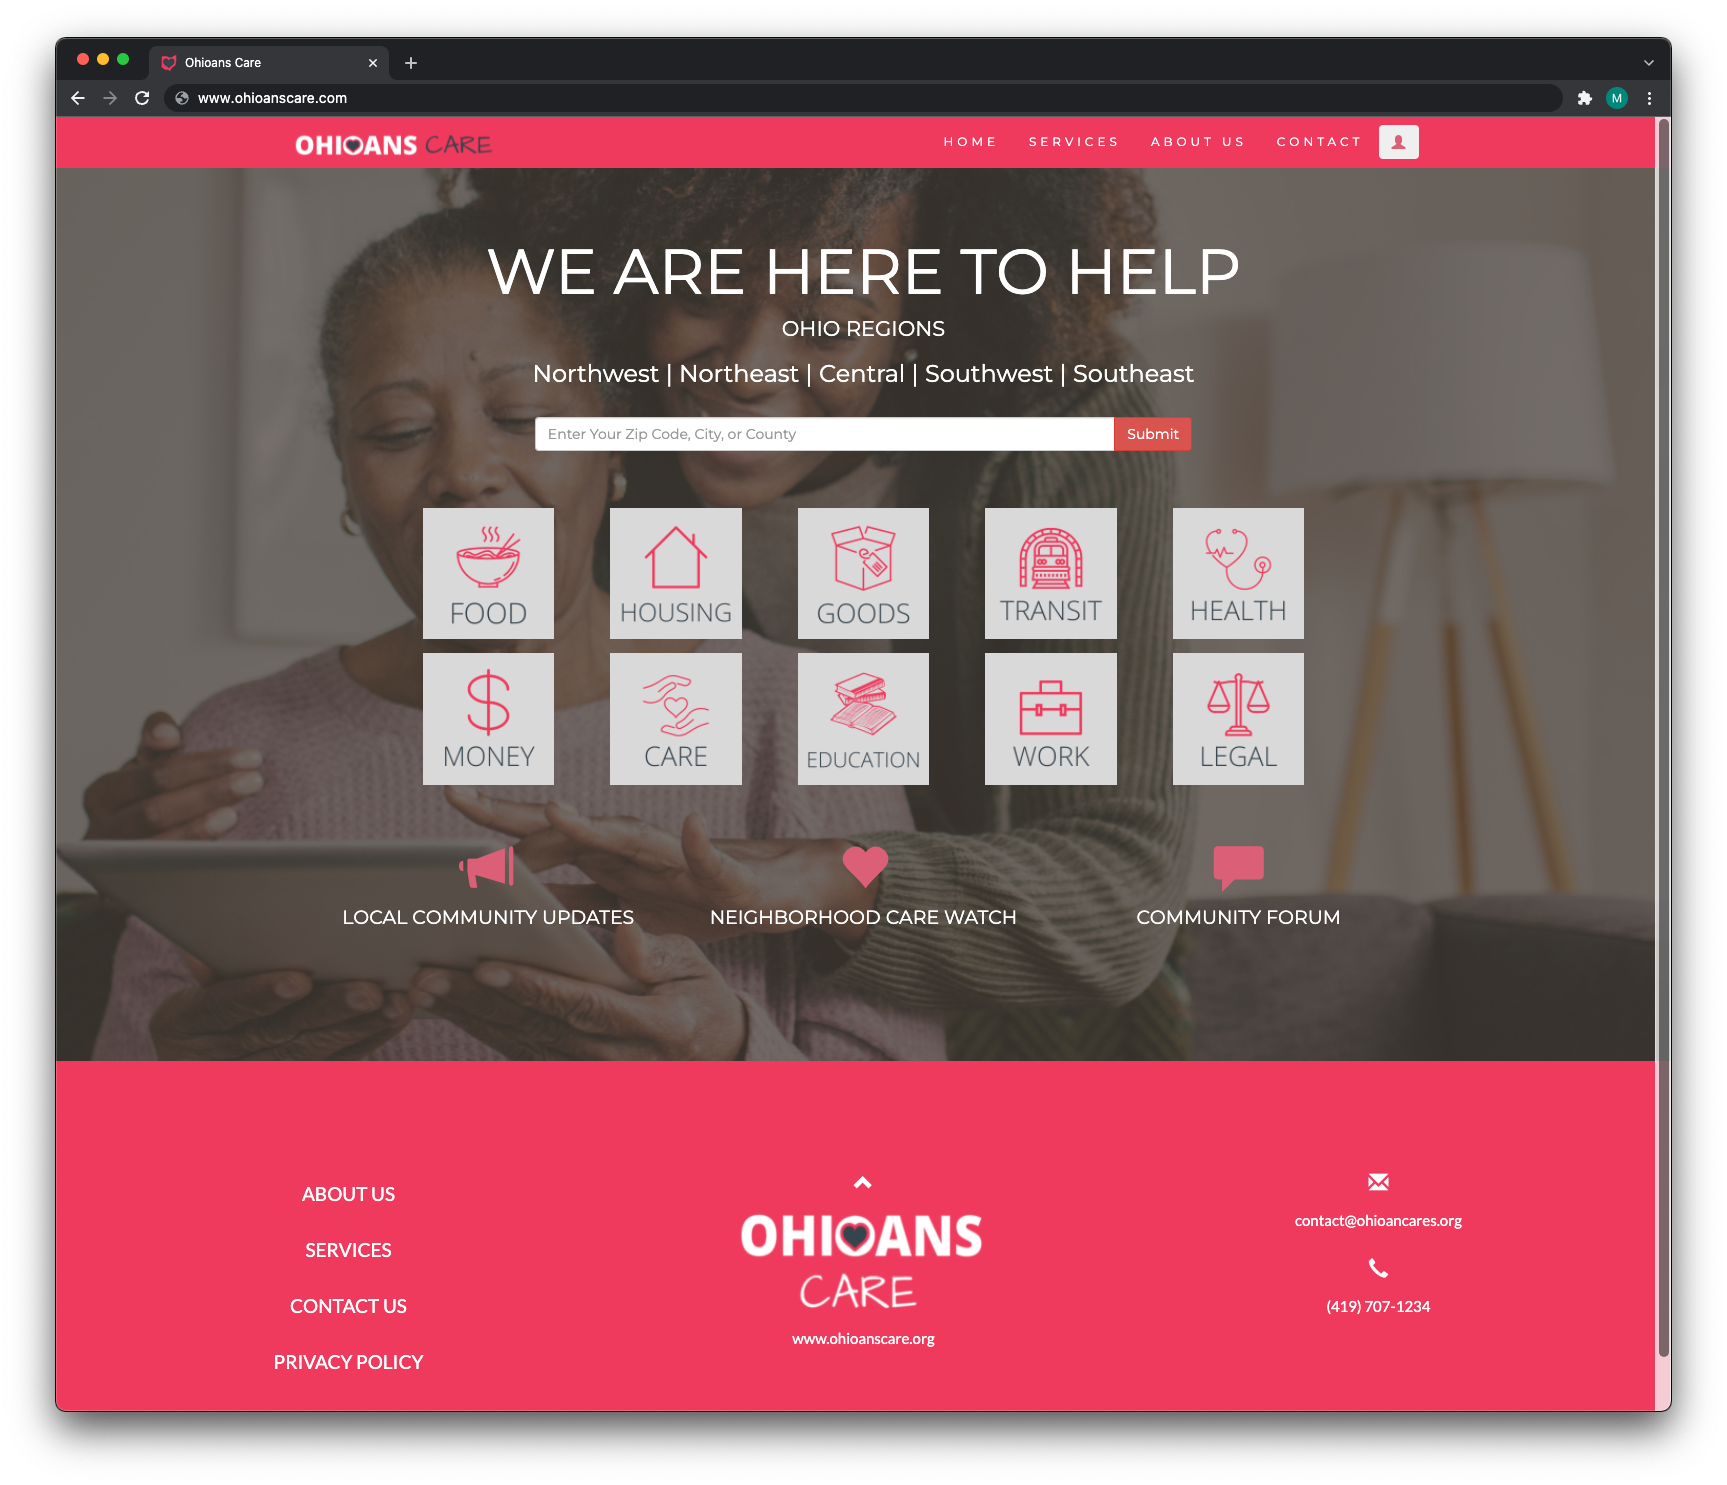 Ohioans Care
www.ohioanscare.com
M
OHIOANS CARE
HOME SERVICES ABOUT US CONTACT
WE ARE HERE TO HELP
OHIO REGIONS
Northwest | Northeast | Central | Southwest | Southeast
Enter Your Zip Code, City, or County Submit
FOOD HOUSING GOODS TRANSIT HEALTH
MONEY CARE EDUCATION WORK LEGAL
LOCAL COMMUNITY UPDATES NEIGHBORHOOD CARE WATCH COMMUNITY FORUM
ABOUT US
SERVICES
CONTACT US
PRIVACY POLICY
OHIOANS
CARE
www.ohioanscare.org
contact@ohioancares.org
(419) 707-1234